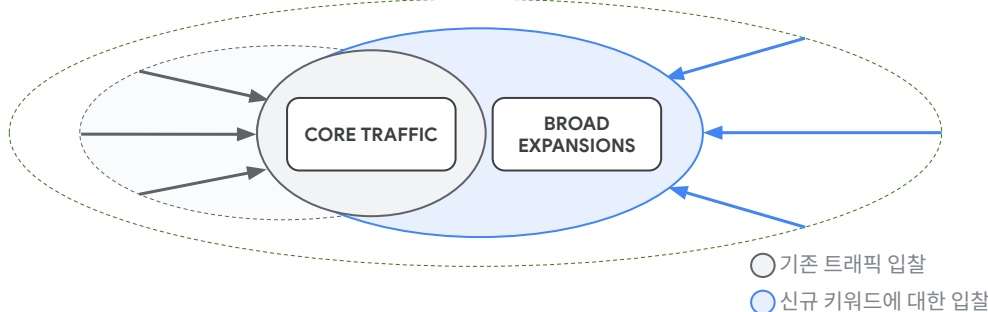 CORE TRAFFIC
BROAD
EXPANSIONS
기존 트래픽 입찰
신규 키워드에 대한 입찰